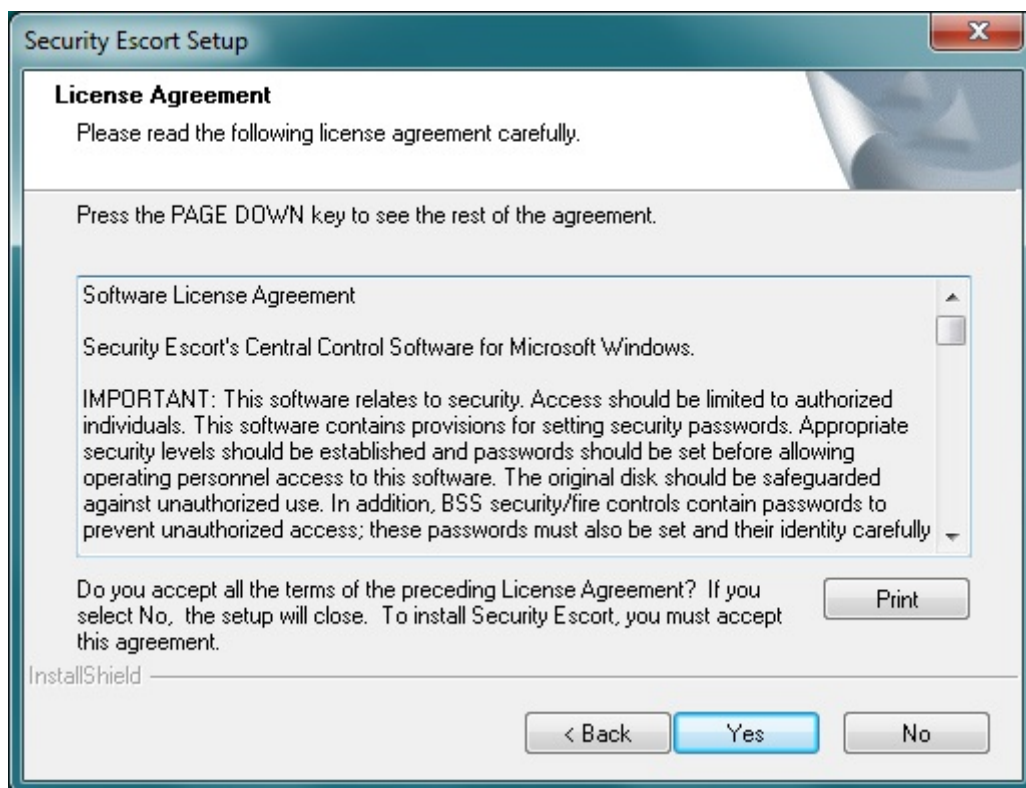 Security Escort Setup
License Agreement
Please read the following license agreement carefully.
Press the PAGE DOWN key to see the rest of the agreement.
Software License Agreement
Security Escort's Central Control Software for Microsoft Windows.
IMPORTANT: This software relates to security. Access should be limited to authorized
individuals. This software contains provisions for setting security passwords. Appropriate
security levels should be established and passwords should be set before allowing
operating personnel access to this software. The original disk should be safeguarded
against unauthorized use. In addition, BSS security/fire controls contain passwords to
prevent unauthorized access; these passwords must also be set and their identity carefully
Do you accept all the terms of the preceding License Agreement? If you
select No, the setup will close. To install Security Escort, you must accept
this agreement.
Print
InstallShield
< Back
Yes
No